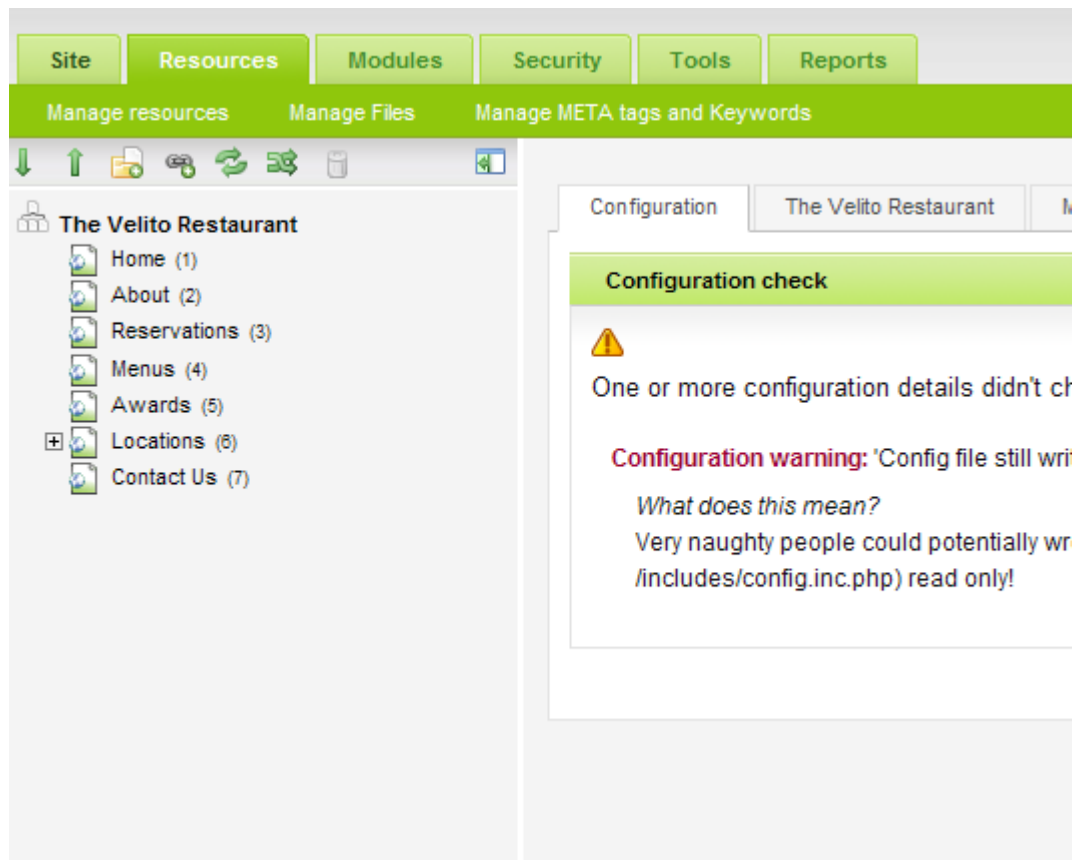 Site Resources Modules Security Tools Reports
Manage resources Manage Files Manage META tags and Keywords
The Velito Restaurant
Home (1)
About (2)
Reservations (3)
Menus (4)
Awards (5)
Locations (6)
Contact Us (7)
Configuration The Velito Restaurant
Configuration check
One or more configuration details didn't
Configuration warning: 'Config file still
What does this mean?
Very naughty people could potentially
/includes/config.inc.php) read only!